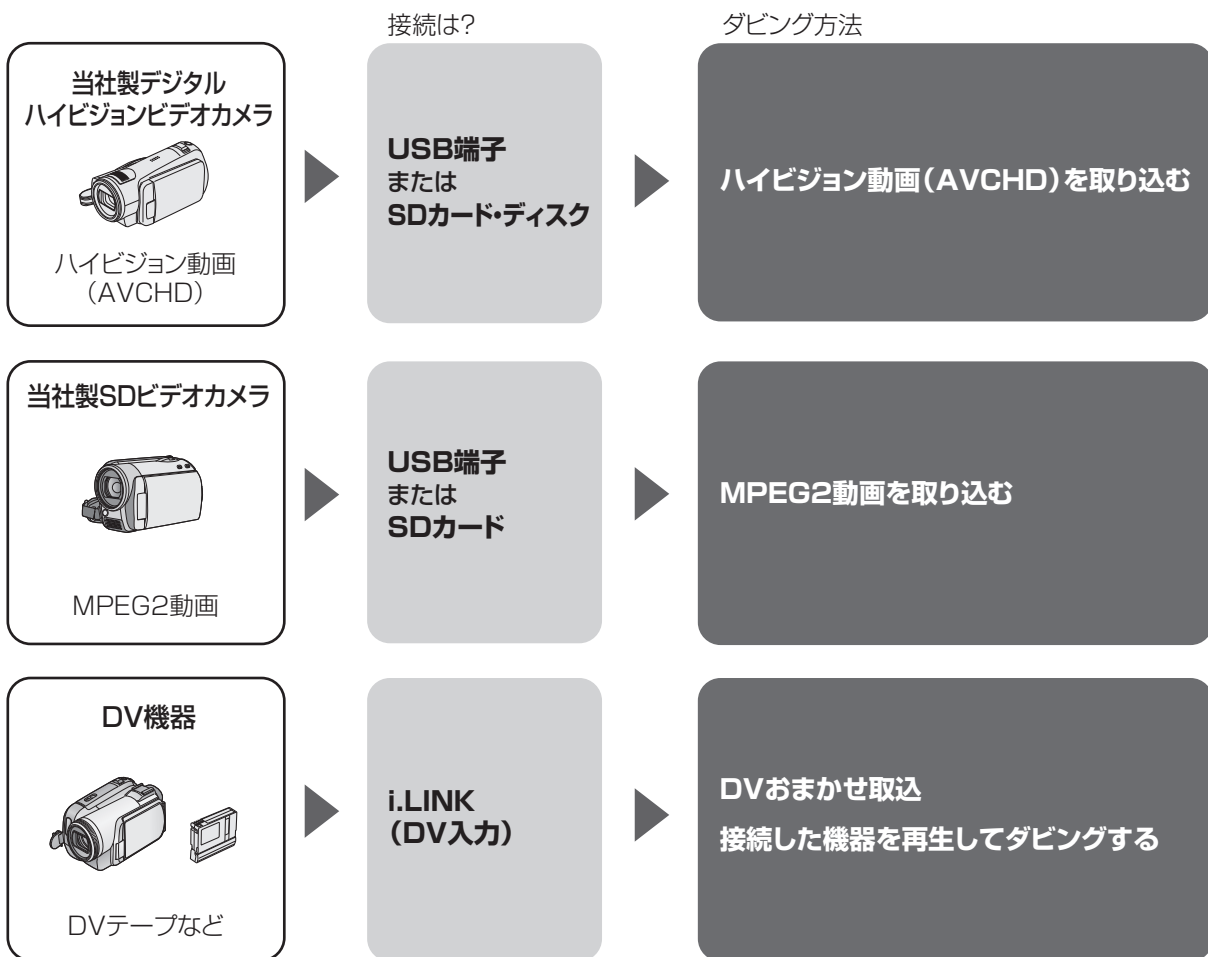 接続は?
ダビング方法
当社製デジタル
ハイビジョンビデオカメラ
ハイビジョン動画
(AVCHD)
USB端子
または
SDカード・ディスク
ハイビジョン動画(AVCHD)を取り込む
当社製SDビデオカメラ
MPEG2動画
USB端子
または
SDカード
MPEG2動画を取り込む
DV機器
DVテープなど
i.LINK
(DV入力)
DVおまかせ取込
接続した機器を再生してダビングする